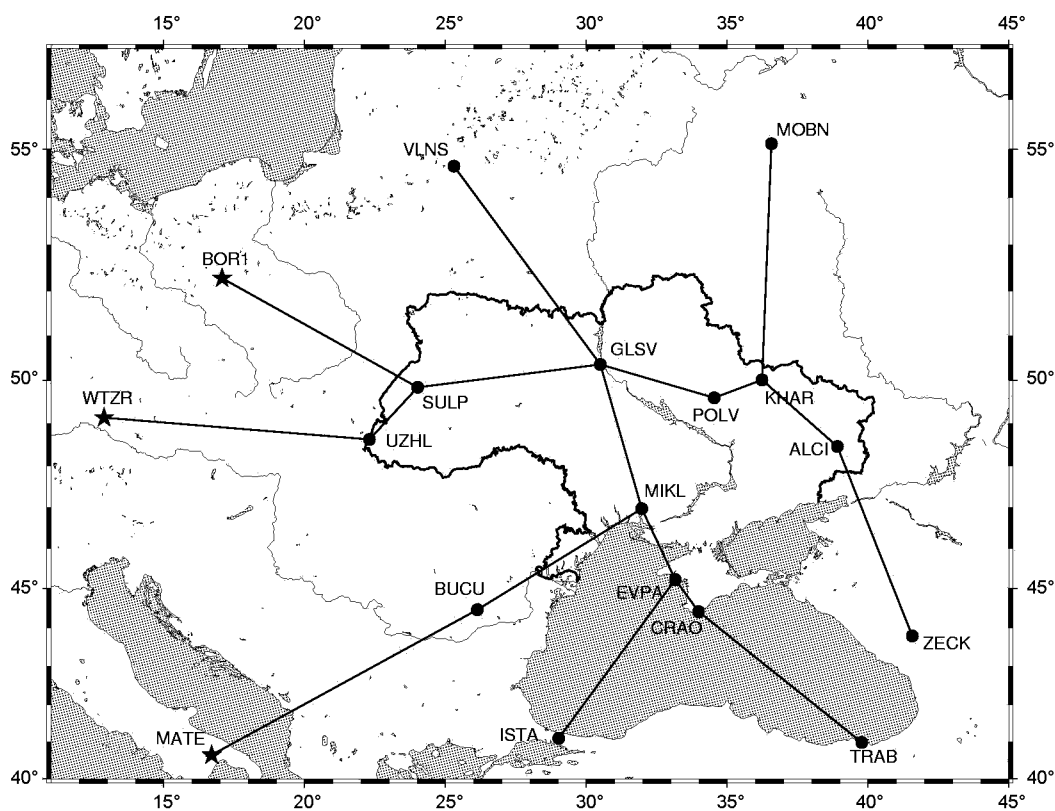 15° 20° 25° 30° 35° 40° 45°
MOBN
55° VLNS 55°
BOR1
GLSV
50° 50°
WTZR SULP POLV KHAR
UZHL ALCI
MIKL
45° BUCU EVPA 45°
CRAO ZECK
MATE ISTA TRAB
40° 40°
15° 20° 25° 30° 35° 40° 45°